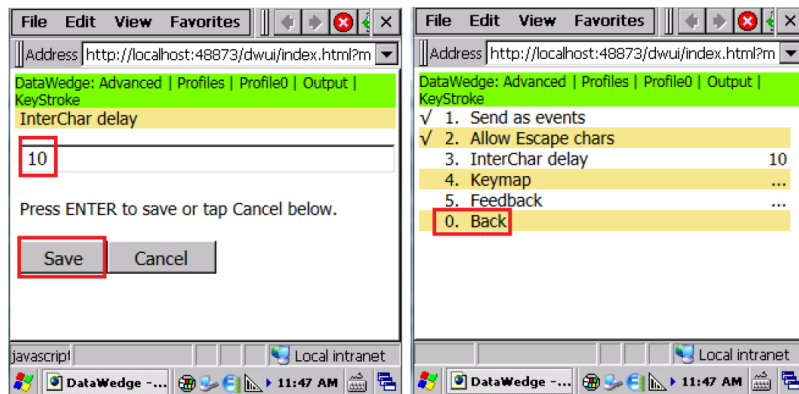 File Edit View Favorites
Address http://localhost:48873/dwui/index.html?m
DataWedge: Advanced | Profiles | Profile0 | Output |
KeyStroke
InterChar delay
10
Press ENTER to save or tap Cancel below.
Save Cancel
javascript
Local intranet
DataWedge -... 11:47 AM
File Edit View Favorites
Address http://localhost:48873/dwui/index.html?m
DataWedge: Advanced | Profiles | Profile0 | Output |
KeyStroke
√ 1. Send as events
√ 2. Allow Escape chars
3. InterChar delay 10
4. Keymap ...
5. Feedback ...
0. Back
Local intranet
DataWedge -... 11:47 AM